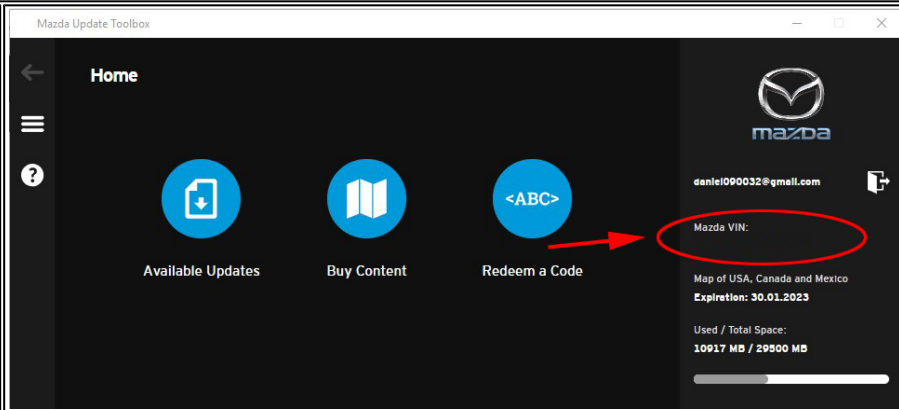 Mazda Update Toolbox
Home
mazda
daniel090032@gmail.com
<ABC>
Mazda VIN:
Available Updates
Buy Content
Redeem a Code
Map of USA, Canada and Mexico
Expiration: 30.01.2023
Used / Total Space:
10917 MB / 29500 MB